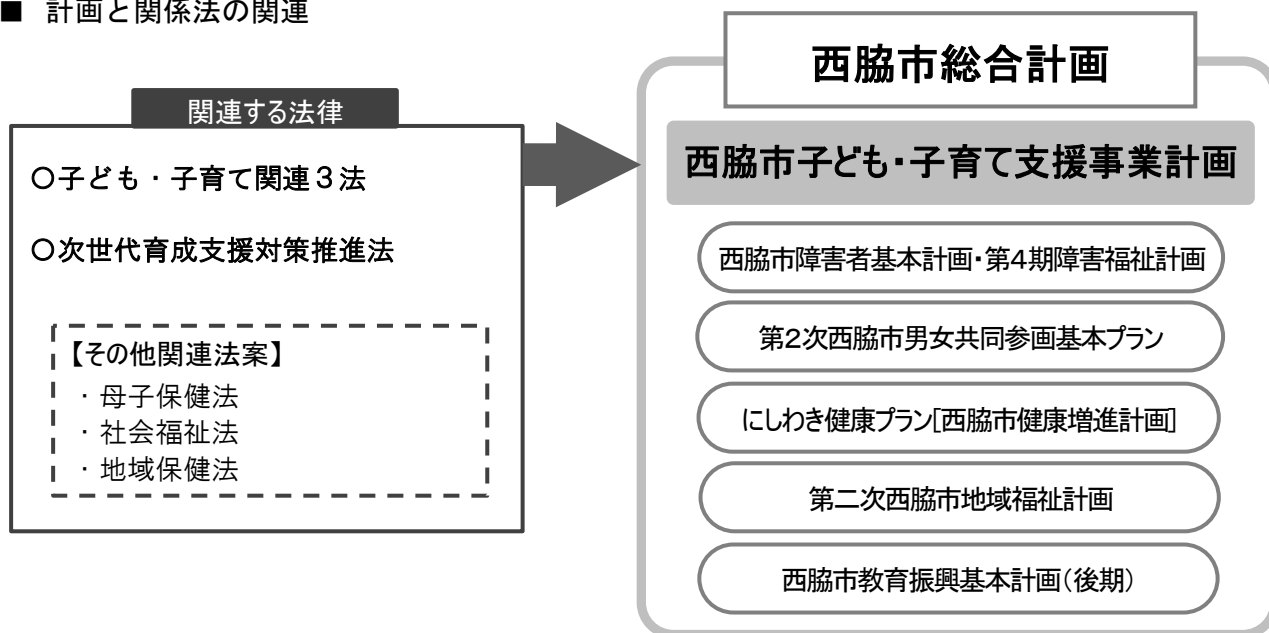 ■ 計画と関係法の関連
関連する法律
○子ども・子育て関連３法
○次世代育成支援対策推進法
【その他関連法案】
・母子保健法
・社会福祉法
・地域保健法
西脇市総合計画
西脇市子ども・子育て支援事業計画
西脇市障害者基本計画・第４期障害福祉計画
第２次西脇市男女共同参画基本プラン
にしわき健康プラン[西脇市健康増進計画]
第二次西脇市地域福祉計画
西脇市教育振興基本計画（後期）